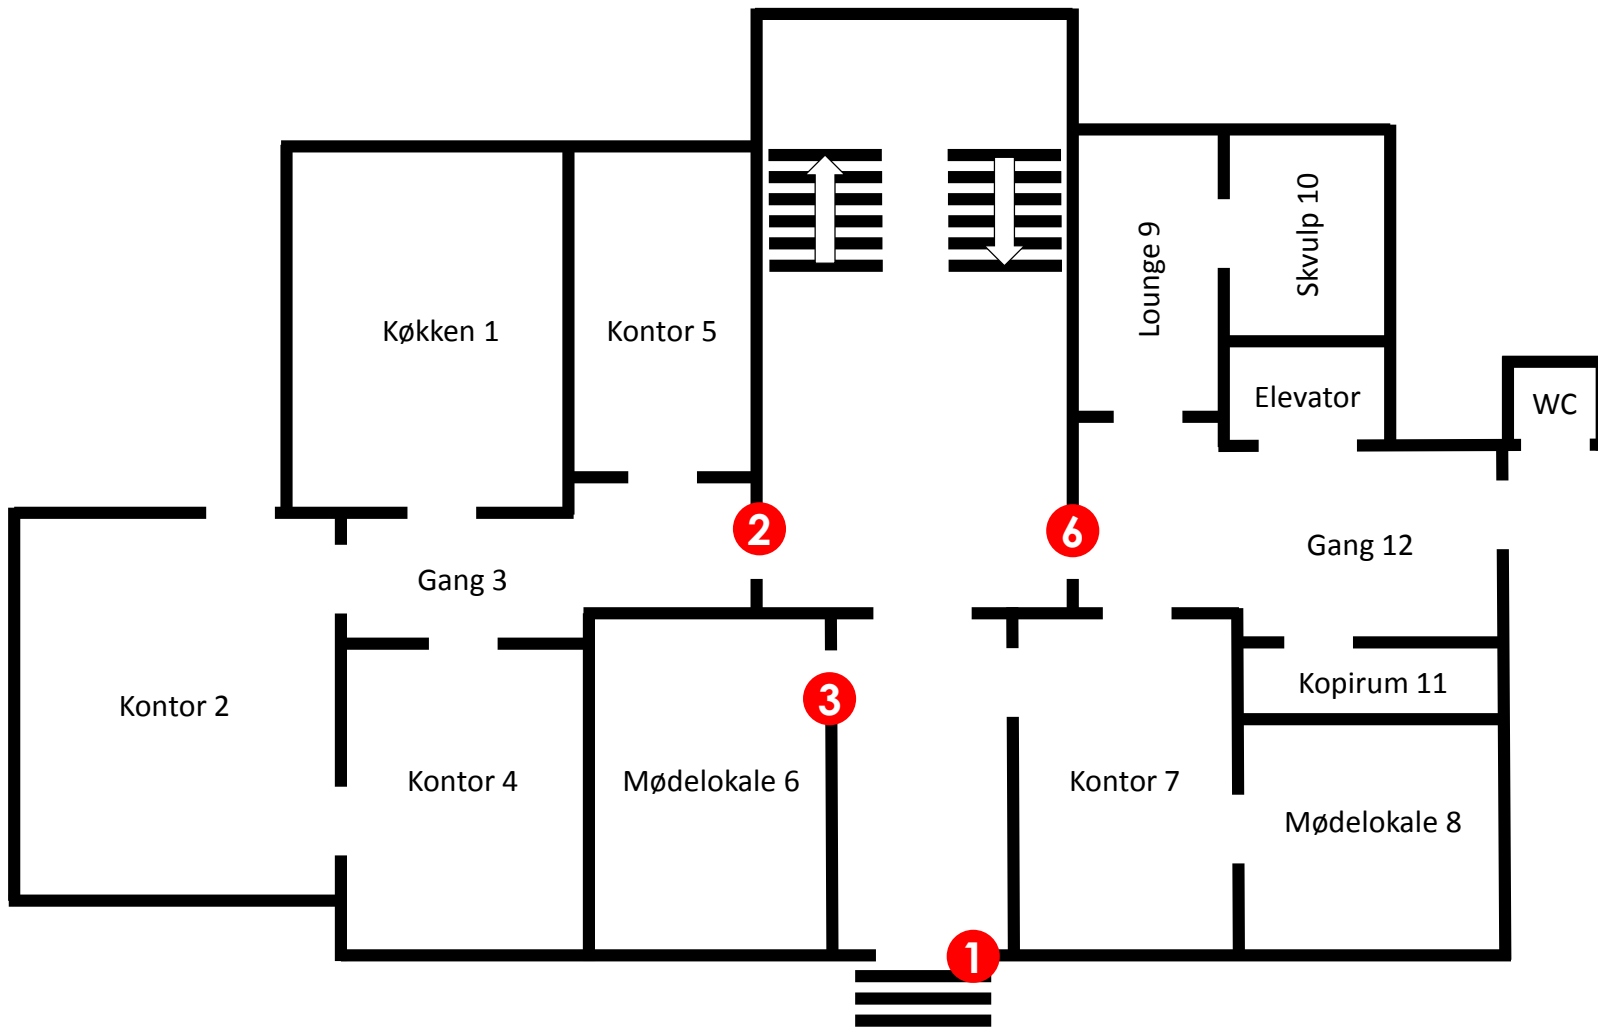 Køkken 1
Kontor 5
Lounge 9
Skvulp 10
Elevator
WC
2
6
Gang 3
Gang 12
Kontor 2
3
Kopirum 11
Kontor 4
Mødelokale 6
Kontor 7
Mødelokale 8
1